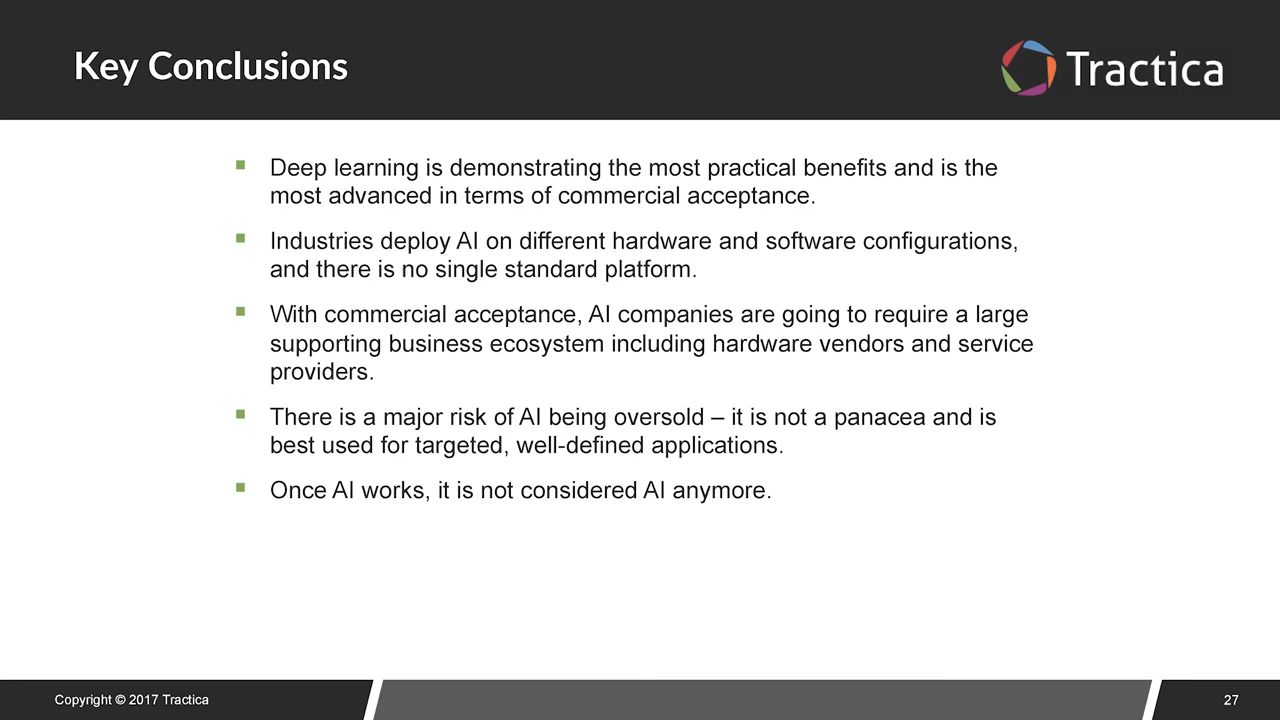 Key Conclusions
Tractica
▪ Deep learning is demonstrating the most practical benefits and is the
most advanced in terms of commercial acceptance.
▪ Industries deploy AI on different hardware and software configurations,
and there is no single standard platform.
▪ With commercial acceptance, AI companies are going to require a large
supporting business ecosystem including hardware vendors and service
providers.
▪ There is a major risk of AI being oversold – it is not a panacea and is
best used for targeted, well-defined applications.
▪ Once AI works, it is not considered AI anymore.
Copyright © 2017 Tractica
27